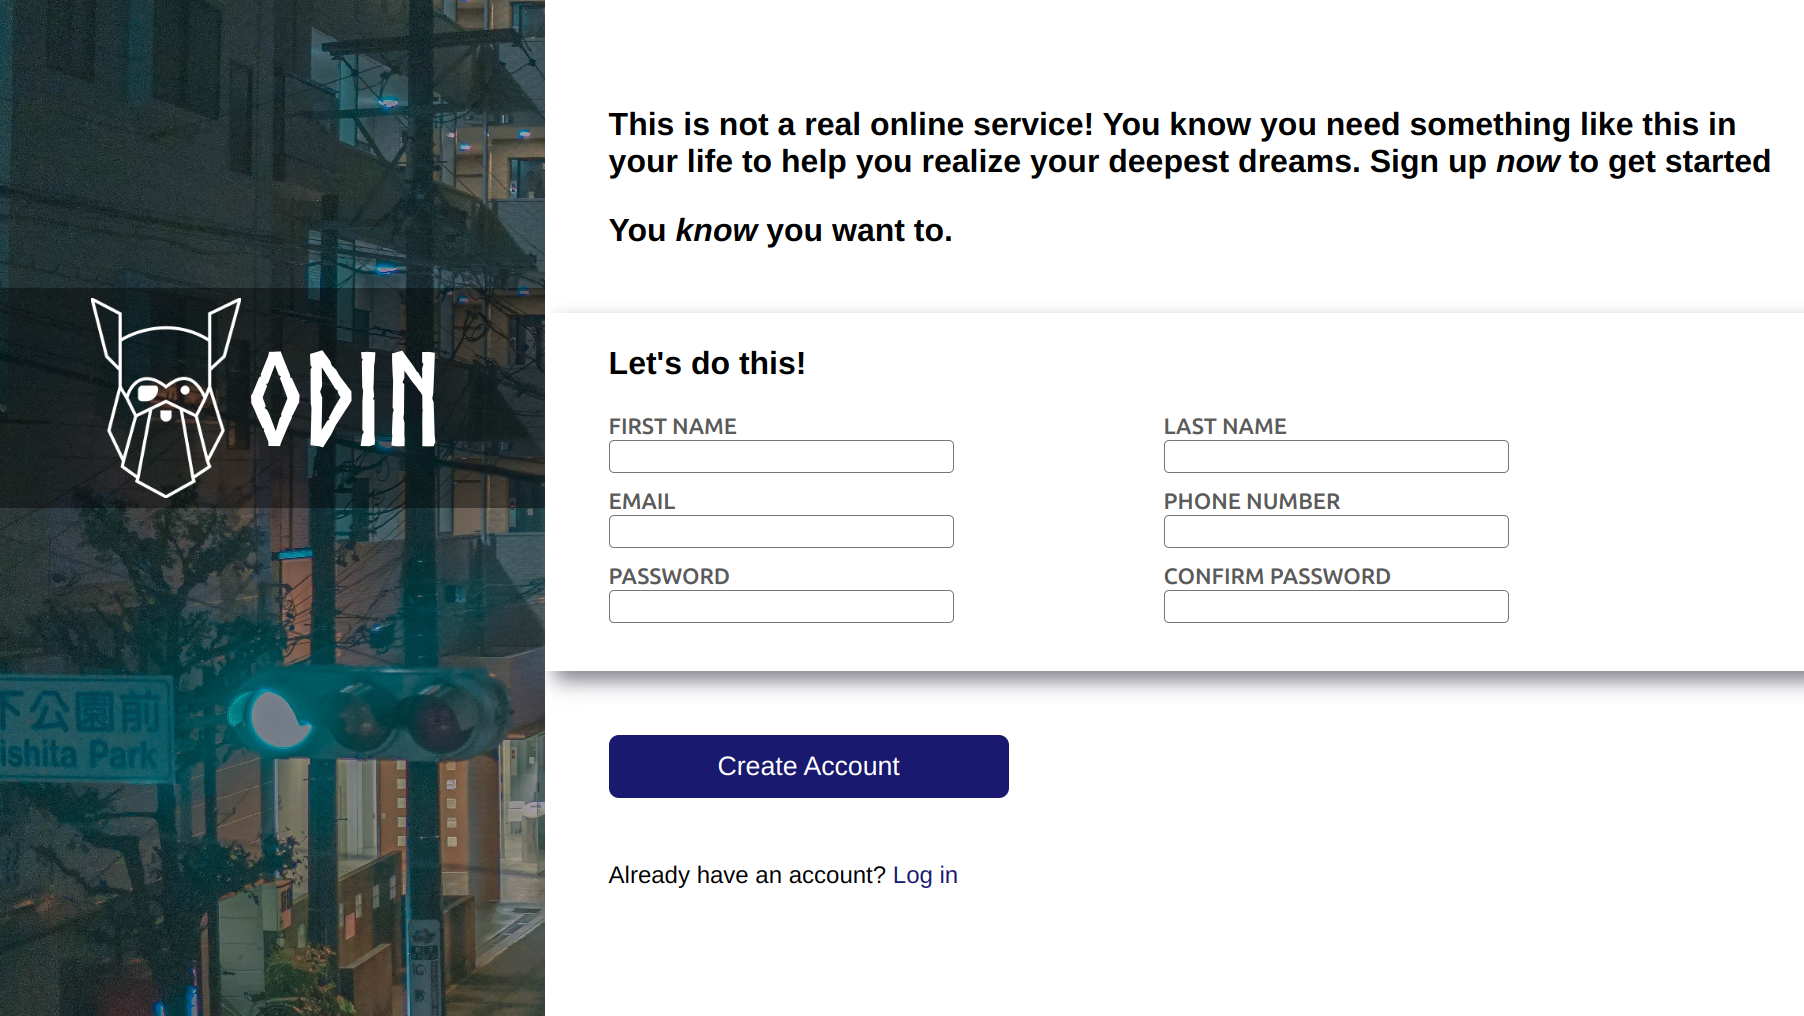 ODIN
下公園前
ishita Park
This is not a real online service! You know you need something like this in
your life to help you realize your deepest dreams. Sign up now to get started
You know you want to.
Let's do this!
FIRST NAME
LAST NAME
EMAIL
PHONE NUMBER
PASSWORD
CONFIRM PASSWORD
Create Account
Already have an account? Log in